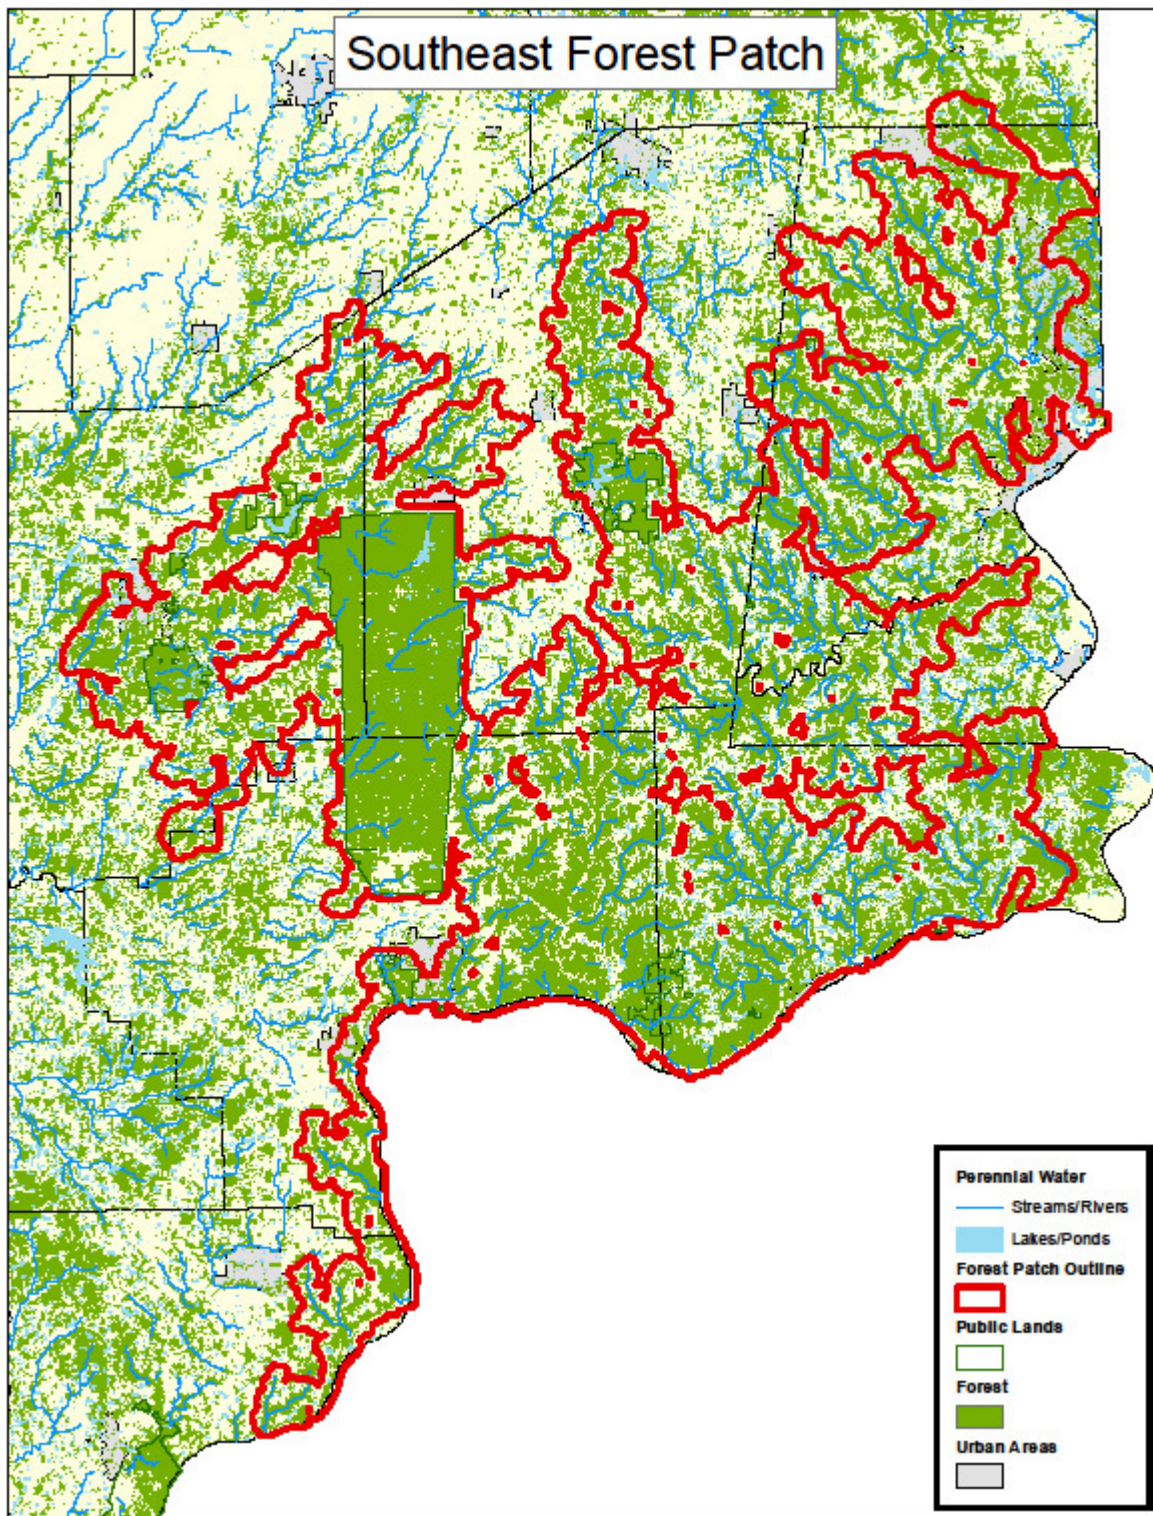 Southeast Forest Patch
Perennial Water
Streams/Rivers
Lakes/Ponds
Forest Patch Outline
Public Lands
Forest
Urban Areas